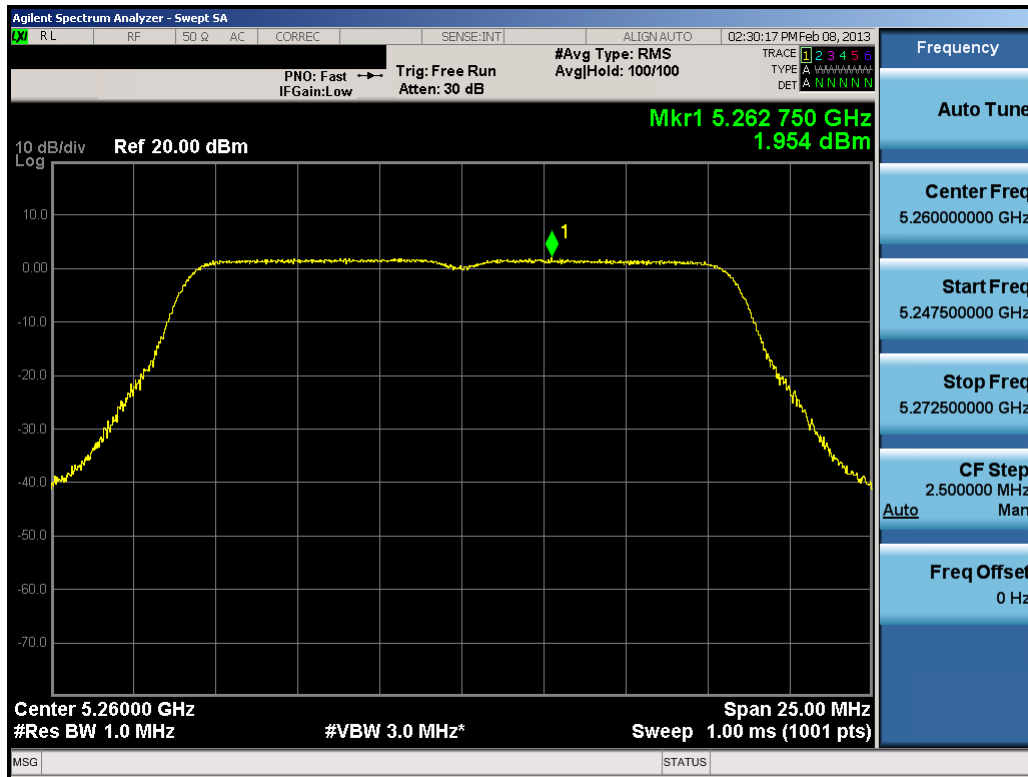 Agilent Spectrum Analyzer - Swept SA
LXI RL RF 50 Ω AC CORREC SENSE:INT ALIGN AUTO 02:30:17 PM Feb 08, 2013
PNO: Fast
IFGain:Low
Trig: Free Run
Atten: 30 dB
#Avg Type: RMS
Avg|Hold: 100/100
TRACE 1 2 3 4 5 6
TYPE A WWWWW
DET A N N N N N
Mkr1 5.262 750 GHz
1.954 dBm
10 dB/div Ref 20.00 dBm
Log
10.0
0.00
-10.0
-20.0
-30.0
-40.0
-50.0
-60.0
-70.0
1
Center 5.26000 GHz Span 25.00 MHz
#Res BW 1.0 MHz #VBW 3.0 MHz* Sweep 1.00 ms (1001 pts)
MSG STATUS
Frequency
Auto Tune
Center Freq
5.260000000 GHz
Start Freq
5.247500000 GHz
Stop Freq
5.272500000 GHz
CF Step
2.500000 MHz
Auto Man
Freq Offset
0 Hz